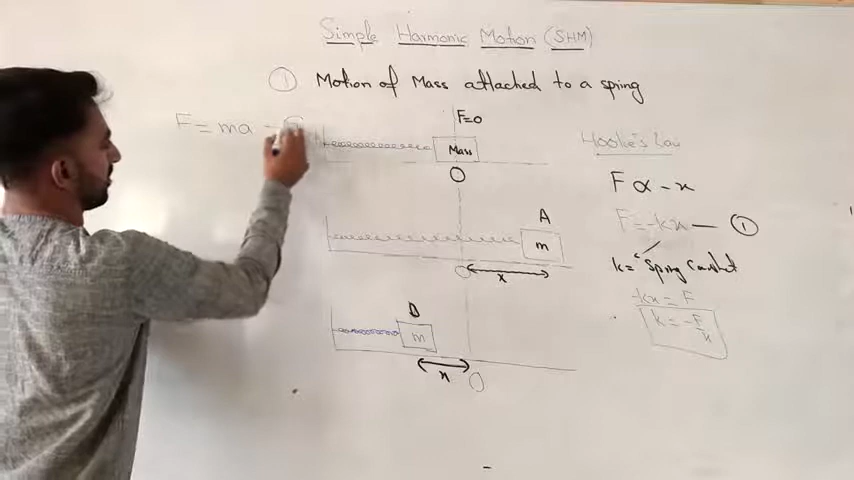 Simple Harmonic Motion (SHM)
① Motion of Mass attached to a spring
F = ma
F=0
Mass
O
A
m
O
x
D
m
x
O
Hooke's Law
F α - x
F = -kx — ①
k = Spring Constant
-kx = F
k = -F/x